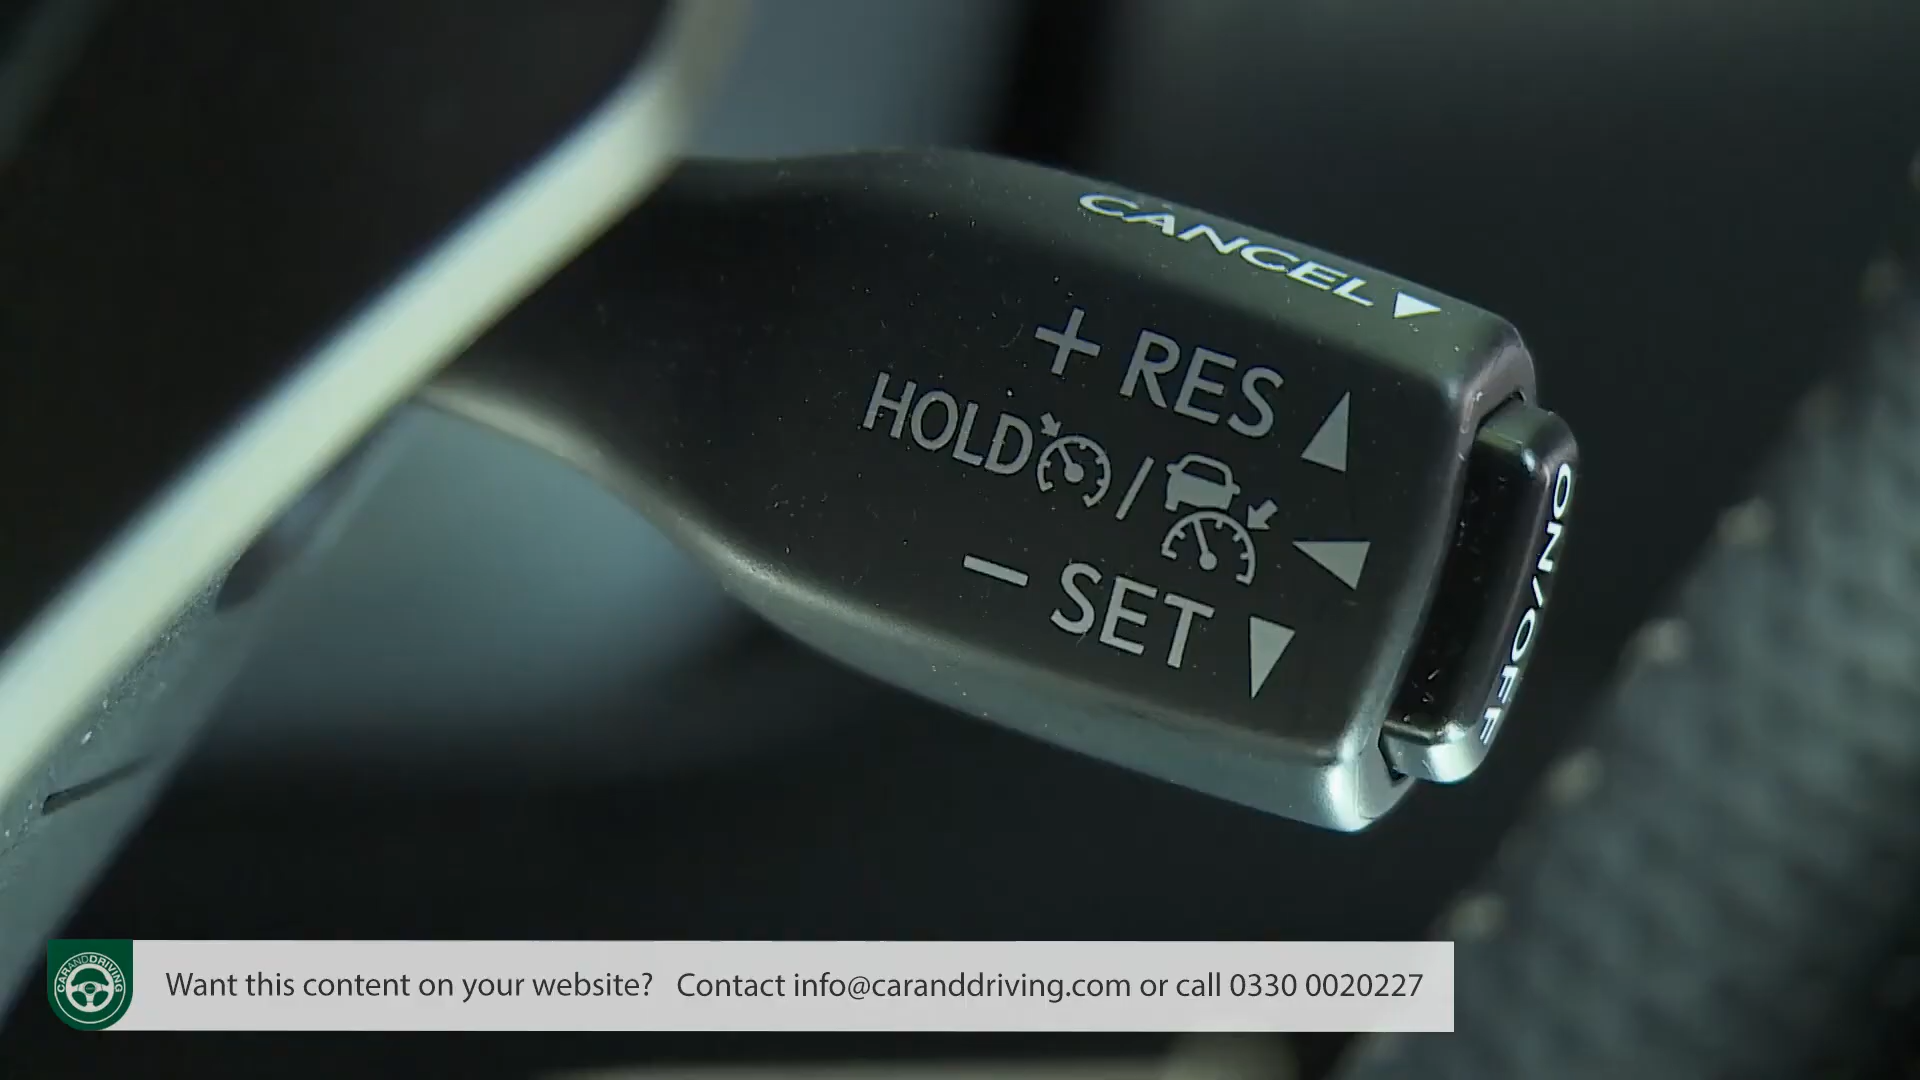 CANCEL
+ RES
HOLD /
− SET
ON/OFF
CARANDDRIVING
Want this content on your website? Contact info@caranddriving.com or call 0330 0020227